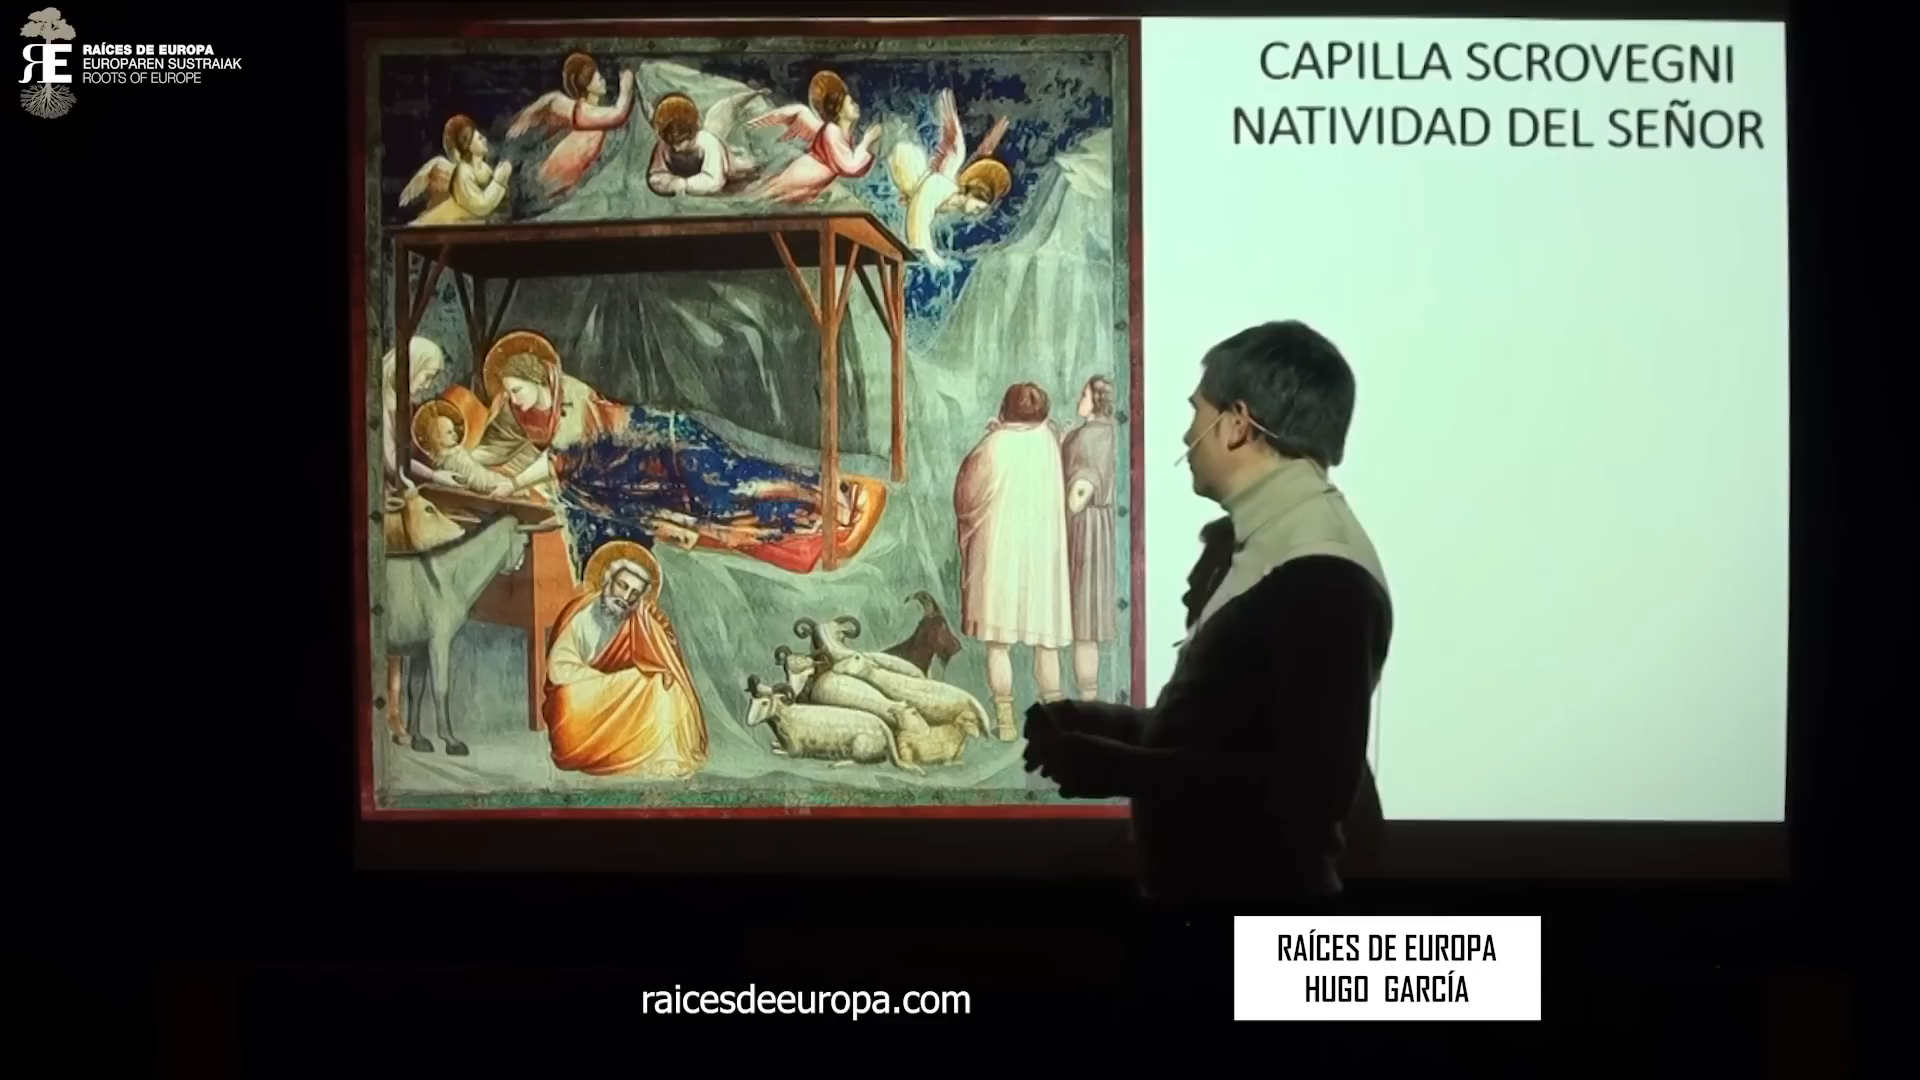 RAÍCES DE EUROPA
EUROPAREN SUSTRAIAK
ROOTS OF EUROPE
CAPILLA SCROVEGNI
NATIVIDAD DEL SEÑOR
RAÍCES DE EUROPA
HUGO GARCÍA
raicesdeeuropa.com